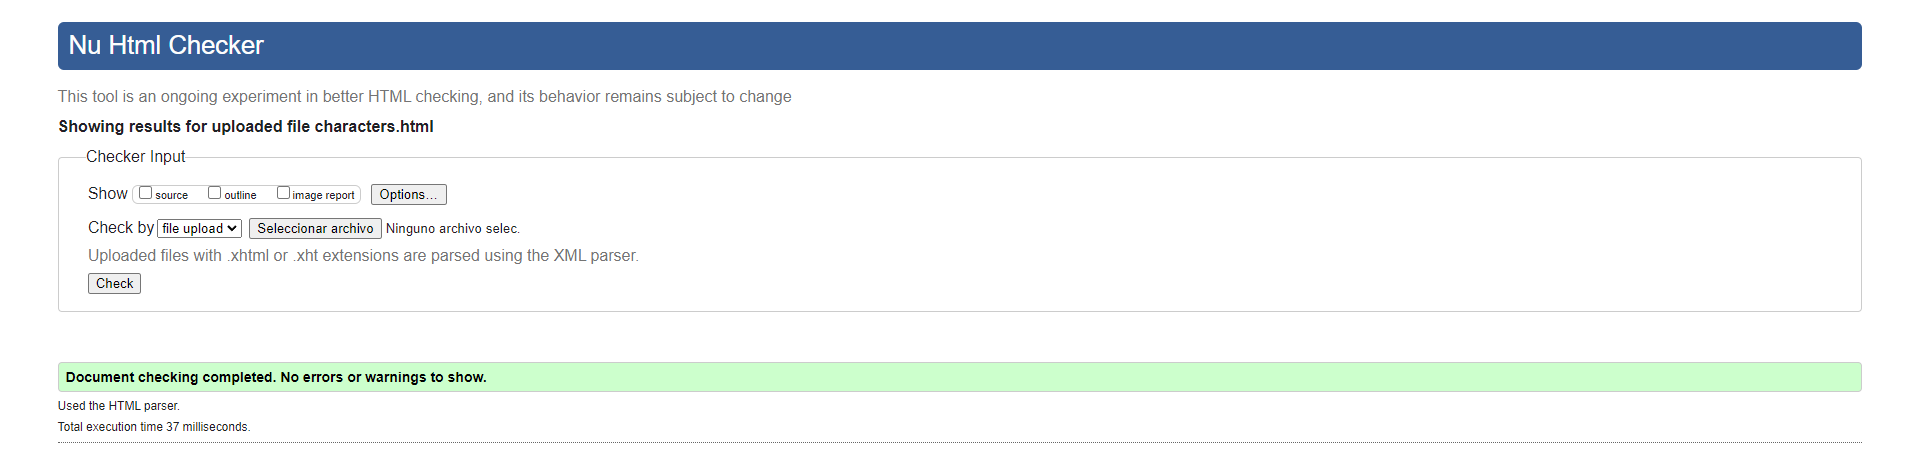 Nu Html Checker
This tool is an ongoing experiment in better HTML checking, and its behavior remains subject to change
Showing results for uploaded file characters.html
Checker Input
Show source outline image report Options...
Check by file upload Seleccionar archivo Ninguno archivo selec.
Uploaded files with .xhtml or .xht extensions are parsed using the XML parser.
Check
Document checking completed. No errors or warnings to show.
Used the HTML parser.
Total execution time 37 milliseconds.